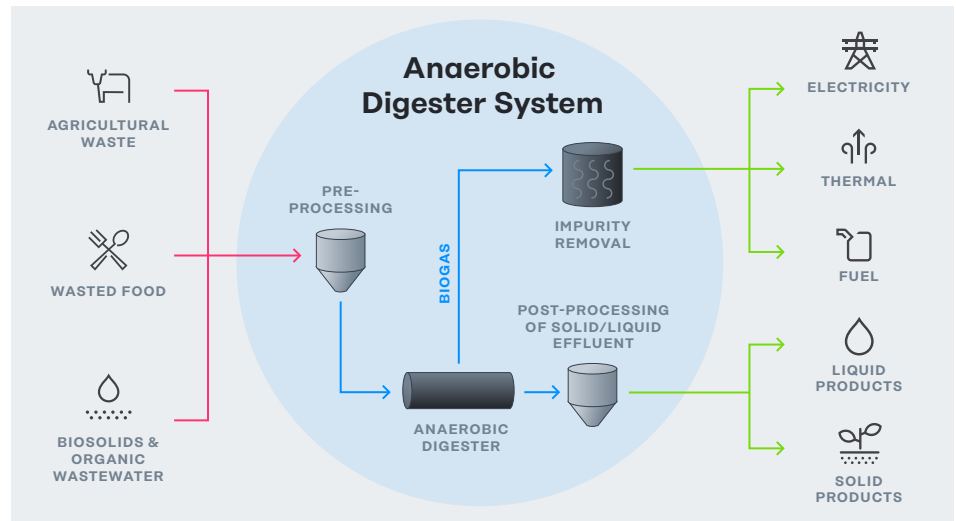 Anaerobic
Digester System
AGRICULTURAL
WASTE
WASTED FOOD
BIOSOLIDS &
ORGANIC
WASTEWATER
PRE-
PROCESSING
BIOGAS
ANAEROBIC
DIGESTER
IMPURITY
REMOVAL
POST-PROCESSING
OF SOLID/LIQUID
EFFLUENT
ELECTRICITY
THERMAL
FUEL
LIQUID
PRODUCTS
SOLID
PRODUCTS